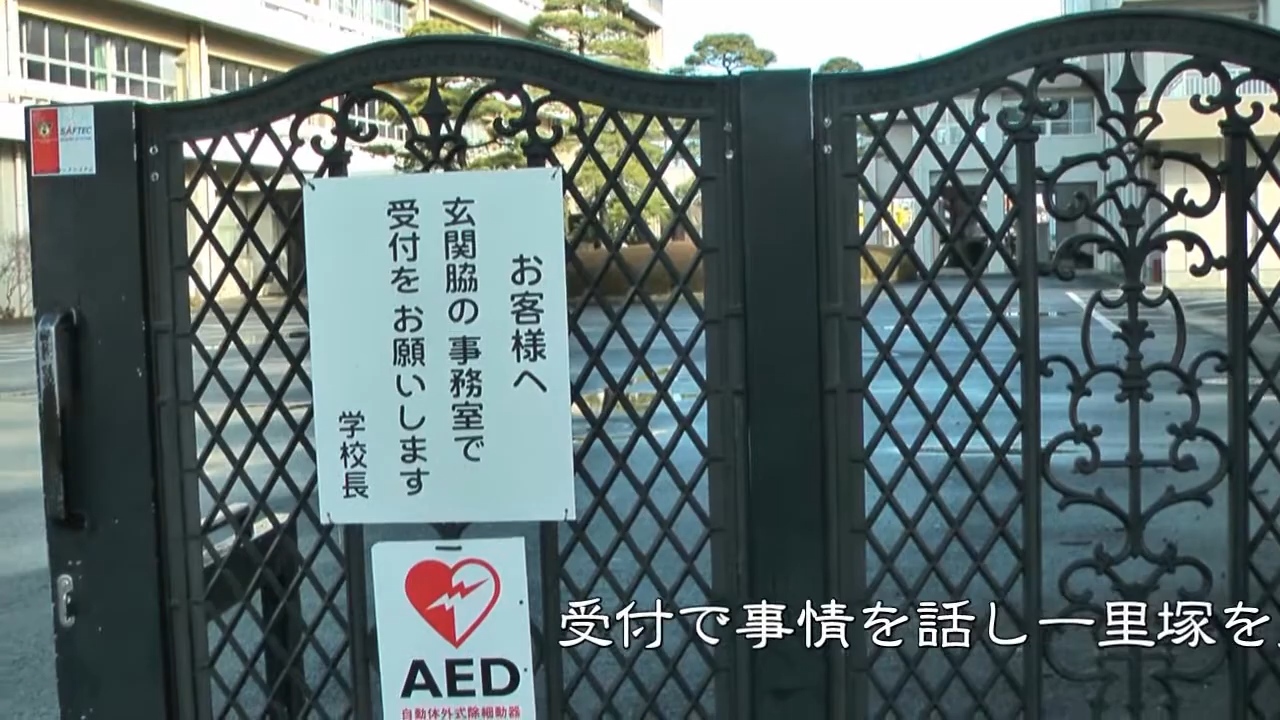 SAFTEC
お客様へ
玄関脇の事務室で
受付をお願いします
学校長
AED
自動体外式除細動器
受付で事情を話し一里塚を